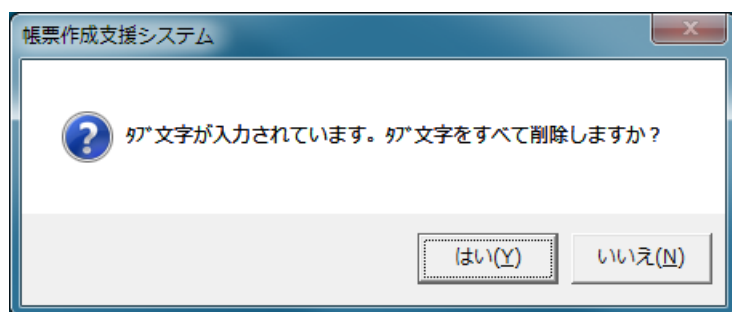 帳票作成支援システム
ﾀﾌﾞ文字が入力されています。ﾀﾌﾞ文字をすべて削除しますか？
はい(Y)
いいえ(N)